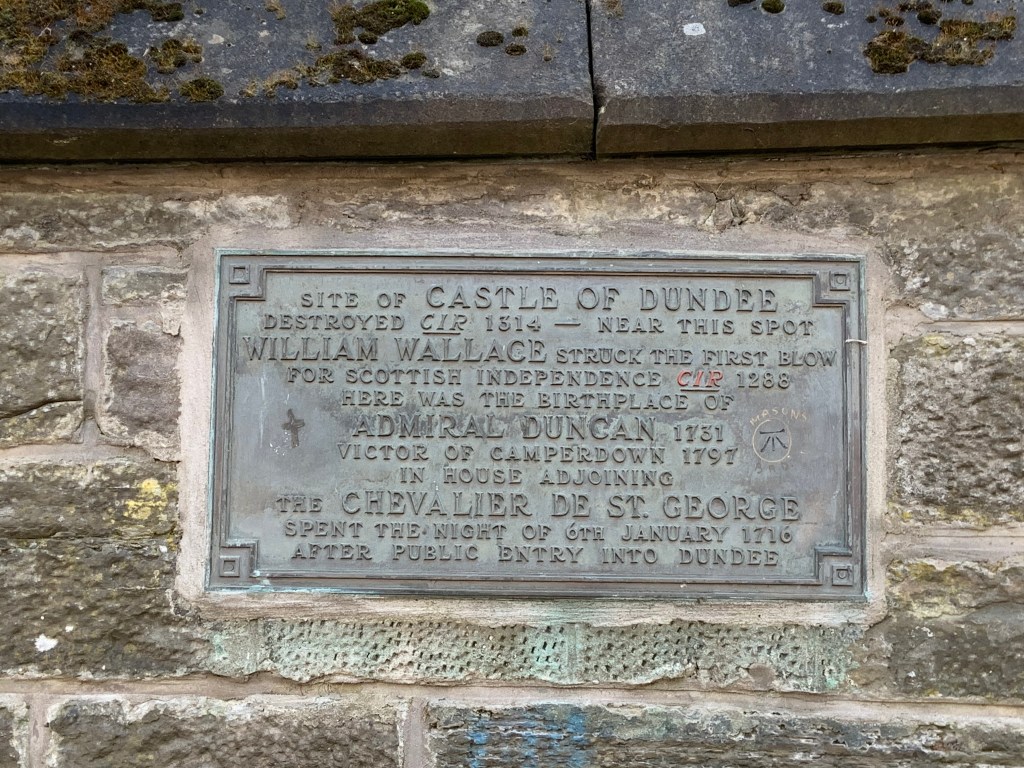 SITE OF CASTLE OF DUNDEE
DESTROYED CIR 1314 — NEAR THIS SPOT
WILLIAM WALLACE STRUCK THE FIRST BLOW
FOR SCOTTISH INDEPENDENCE CIR 1288
HERE WAS THE BIRTHPLACE OF
ADMIRAL DUNCAN 1731
VICTOR OF CAMPERDOWN 1797
IN HOUSE ADJOINING
THE CHEVALIER DE ST. GEORGE
SPENT THE NIGHT OF 6TH JANUARY 1716
AFTER PUBLIC ENTRY INTO DUNDEE